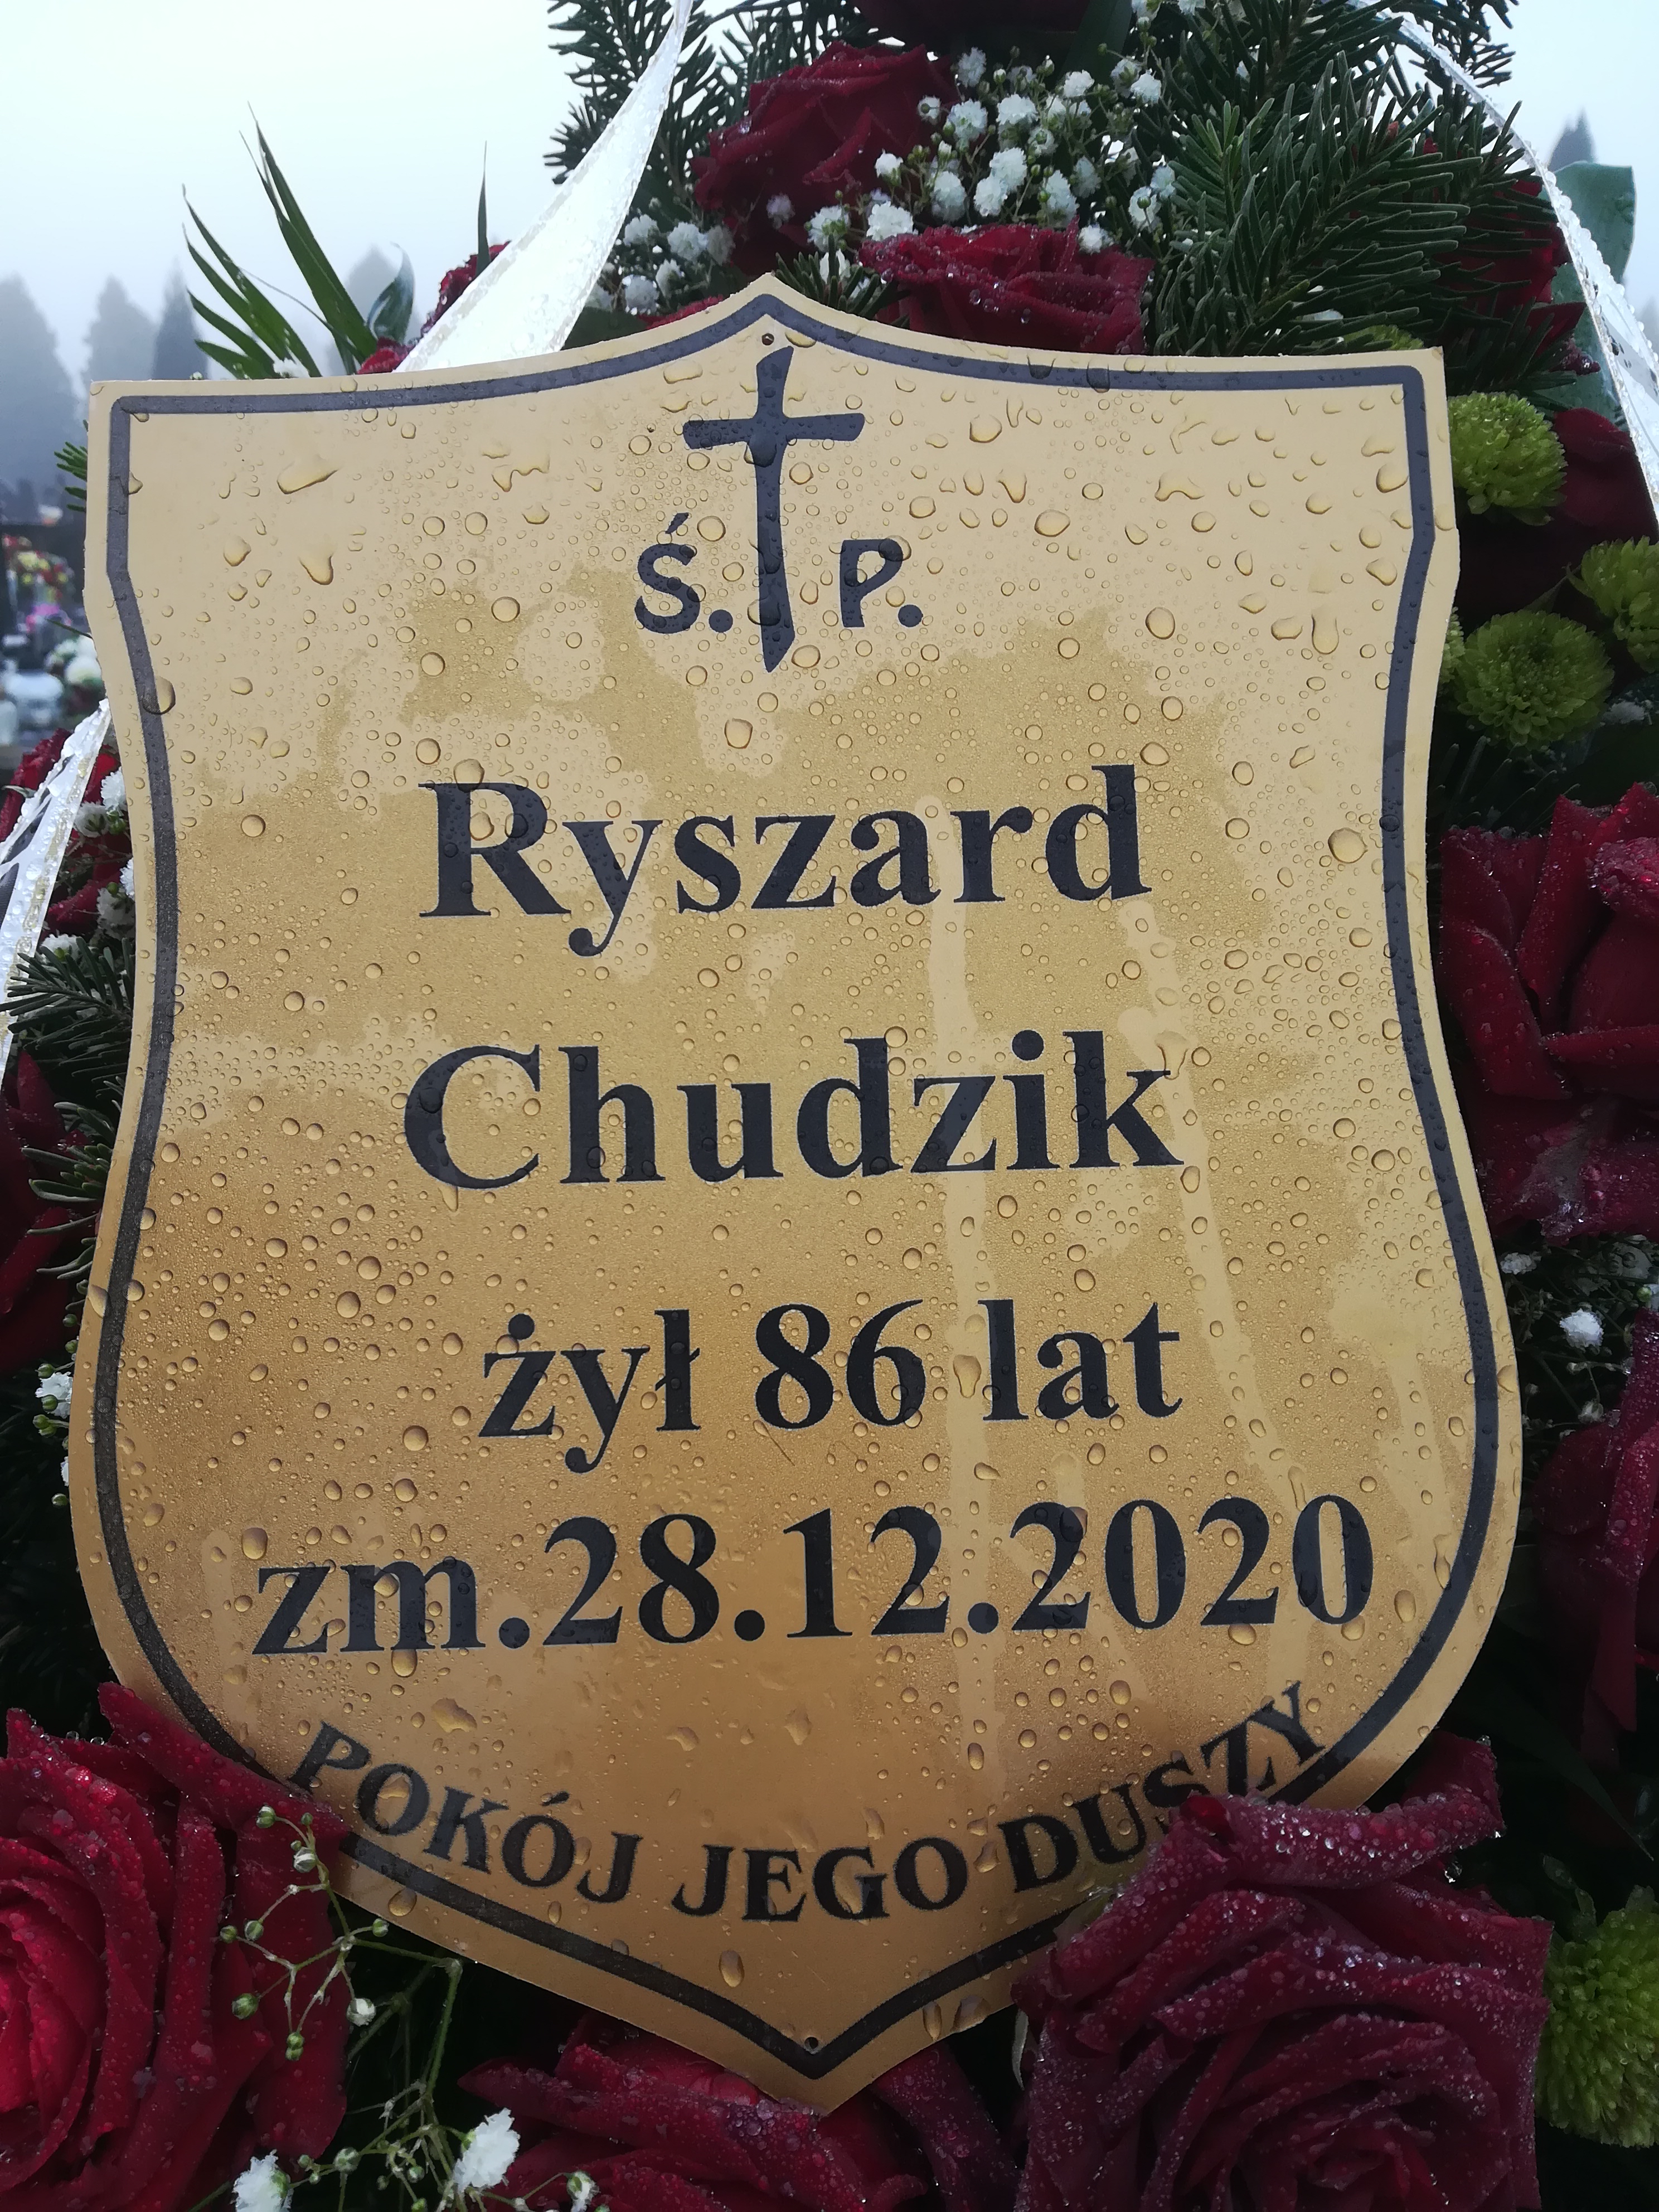 Ś. P.
Ryszard
Chudzik
żył 86 lat
zm.28.12.2020
POKÓJ JEGO DUSZY